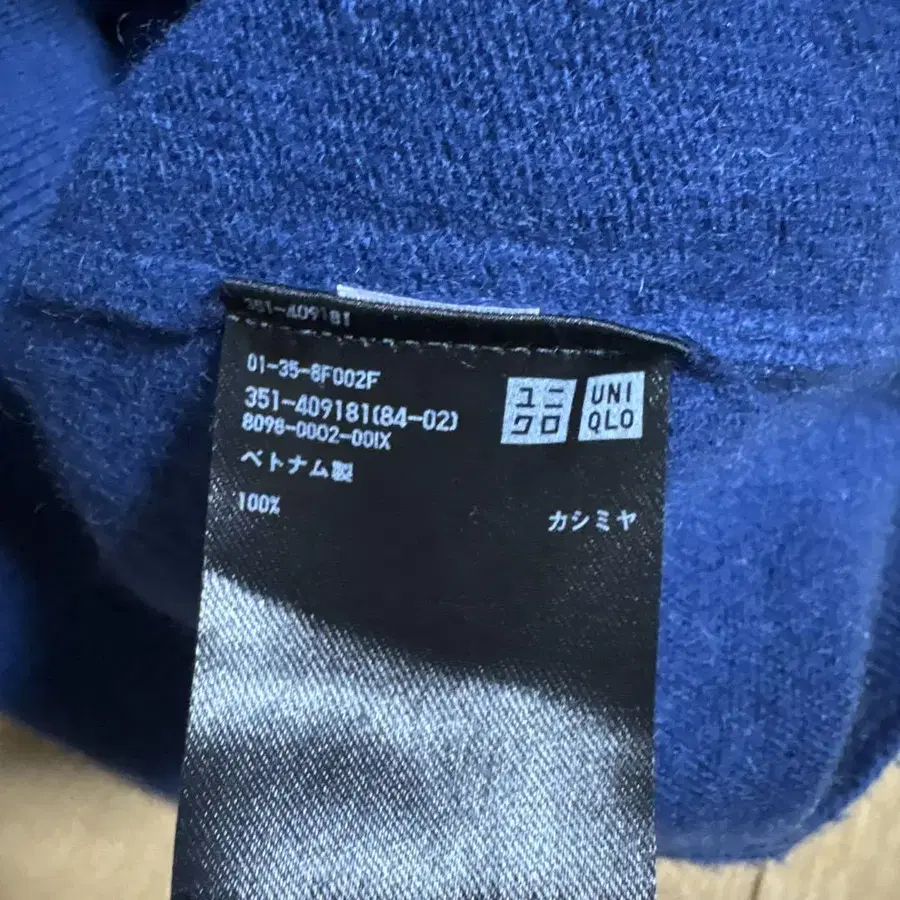 351-409181
01-35-8F002F
351-409181(84-02)
8098-0002-00IX
ベトナム製
100% カシミヤ
ユニ
クロ
UNI
QLO